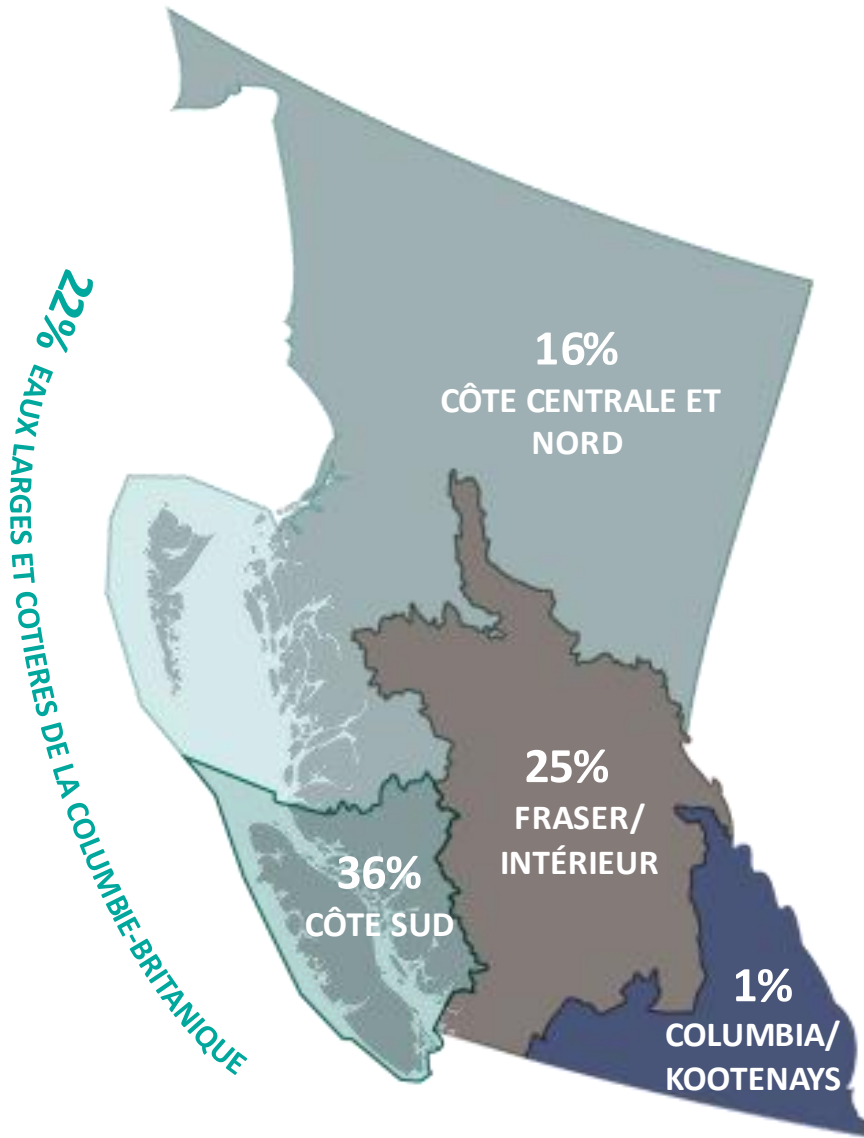 22% EAUX LARGES ET COTIERES DE LA COLUMBIE-BRITANIQUE
16%
CÔTE CENTRALE ET
NORD
25%
FRASER/
INTÉRIEUR
36%
CÔTE SUD
1%
COLUMBIA/
KOOTENAYS